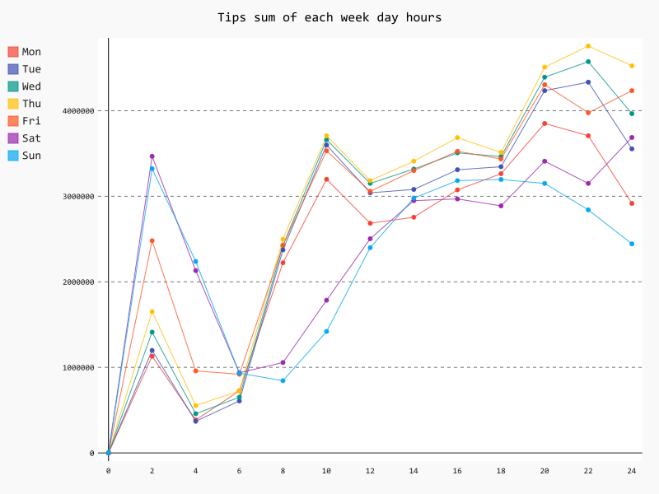 Tips sum of each week day hours
Mon
Tue
Wed
Thu
Fri
Sat
Sun
4000000
3000000
2000000
1000000
0
0 2 4 6 8 10 12 14 16 18 20 22 24